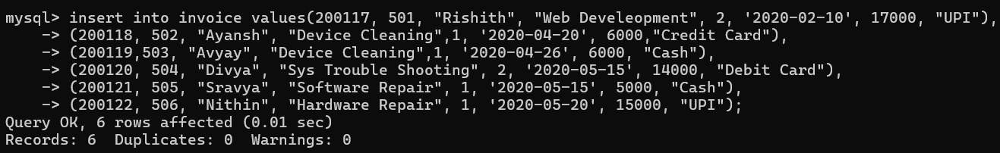 mysql> insert into invoice values(200117, 501, "Rishith", "Web Develeopment", 2, '2020-02-10', 17000, "UPI"),
    -> (200118, 502, "Ayansh", "Device Cleaning",1, '2020-04-20', 6000,"Credit Card"),
    -> (200119,503, "Avyay", "Device Cleaning",1, '2020-04-26', 6000, "Cash"),
    -> (200120, 504, "Divya", "Sys Trouble Shooting", 2, '2020-05-15', 14000, "Debit Card"),
    -> (200121, 505, "Sravya", "Software Repair", 1, '2020-05-15', 5000, "Cash"),
    -> (200122, 506, "Nithin", "Hardware Repair", 1, '2020-05-20', 15000, "UPI");
Query OK, 6 rows affected (0.01 sec)
Records: 6  Duplicates: 0  Warnings: 0